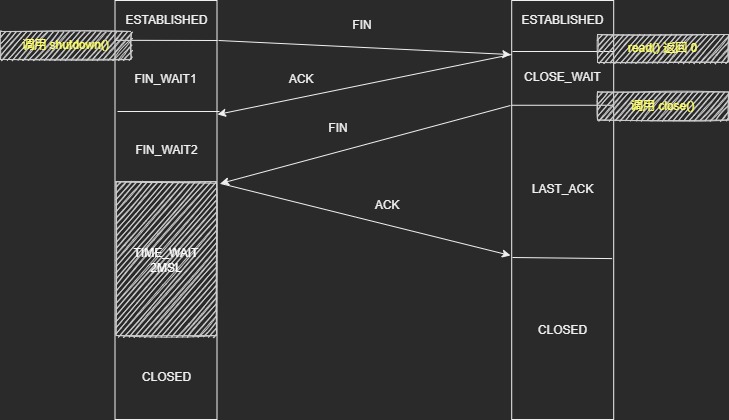 ESTABLISHED
ESTABLISHED
FIN
调用 shutdown()
read() 返回 0
FIN_WAIT1
ACK
CLOSE_WAIT
调用 close()
FIN
FIN_WAIT2
LAST_ACK
ACK
TIME_WAIT
2MSL
CLOSED
CLOSED